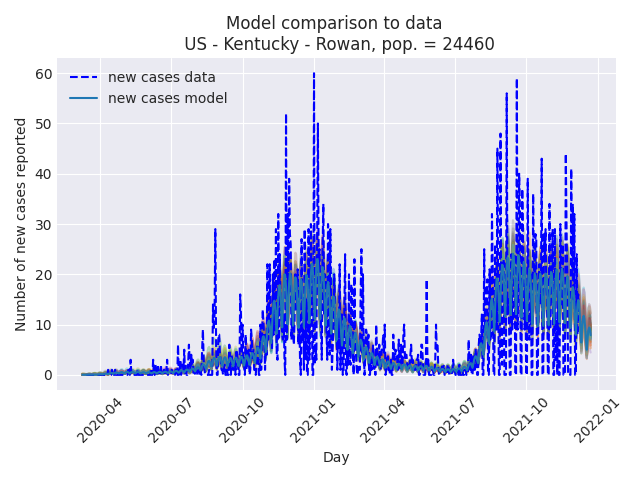 Model comparison to data
US - Kentucky - Rowan, pop. = 24460
new cases data
new cases model
Number of new cases reported
60
50
40
30
20
10
0
2020-04
2020-07
2020-10
2021-01
2021-04
2021-07
2021-10
2022-01
Day